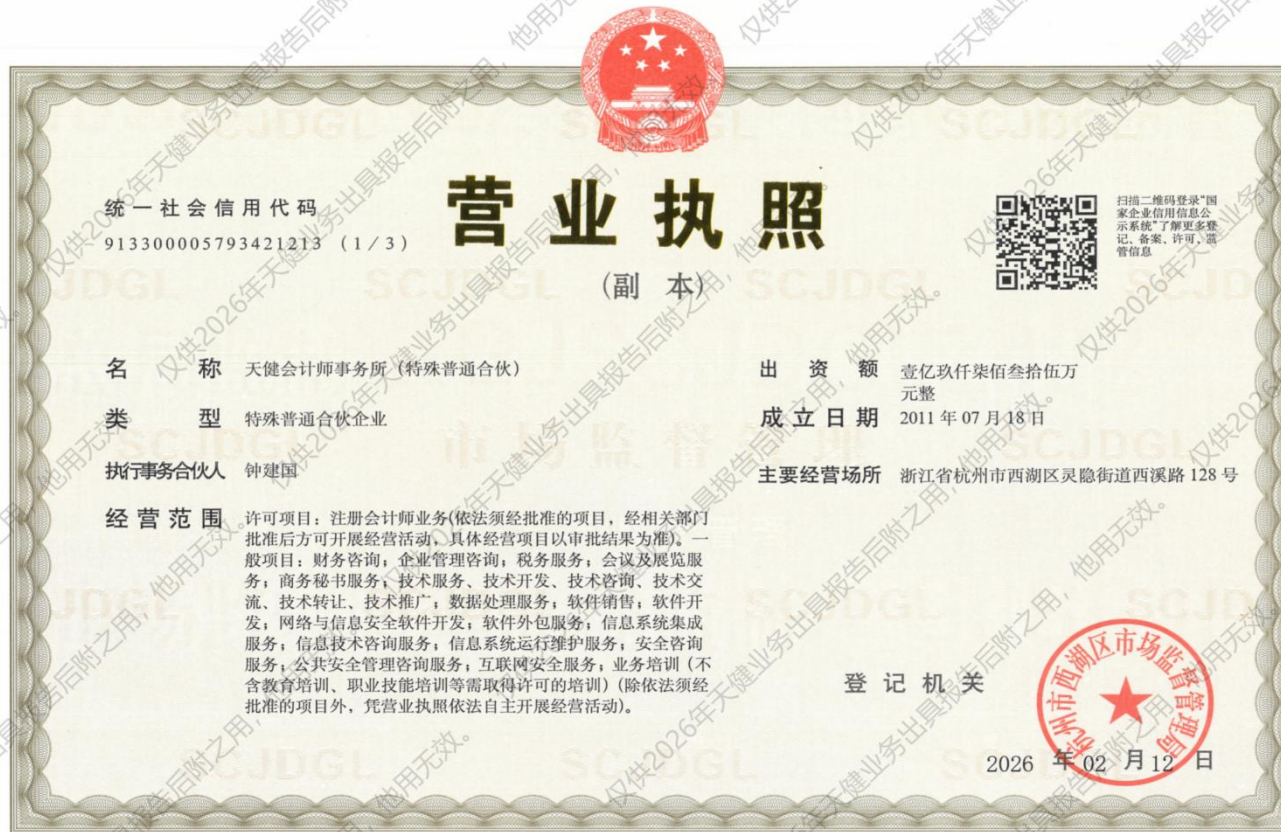 营业执照
(副 本)
统一社会信用代码
913300005793421213 (1/3)
扫描二维码登录“国
家企业信用信息公
示系统”了解更多登
记、备案、许可、监
管信息
名 称 天健会计师事务所（特殊普通合伙）
类 型 特殊普通合伙企业
执行事务合伙人 钟建国
经营范围 许可项目：注册会计师业务(依法须经批准的项目，经相关部门
批准后方可开展经营活动，具体经营项目以审批结果为准)。一
般项目：财务咨询；企业管理咨询；税务服务；会议及展览服
务；商务秘书服务；技术服务、技术开发、技术咨询、技术交
流、技术转让、技术推广；数据处理服务；软件销售；软件开
发；网络与信息安全软件开发；软件外包服务；信息系统集成
服务；信息技术咨询服务；信息系统运行维护服务；安全咨询
服务；公共安全管理咨询服务；互联网安全服务；业务培训（不
含教育培训、职业技能培训等需取得许可的培训）(除依法须经
批准的项目外，凭营业执照依法自主开展经营活动)。
出 资 额 壹亿玖仟柒佰叁拾伍万
元整
成立日期 2011 年 07 月 18 日
主要经营场所 浙江省杭州市西湖区灵隐街道西溪路 128 号
登 记 机 关
杭州市西湖区市场监督管理局
2026 年 02 月 12 日
仅供2026年天健业务出具报告后附之用，他用无效。
SCJDGL
市场监督管理